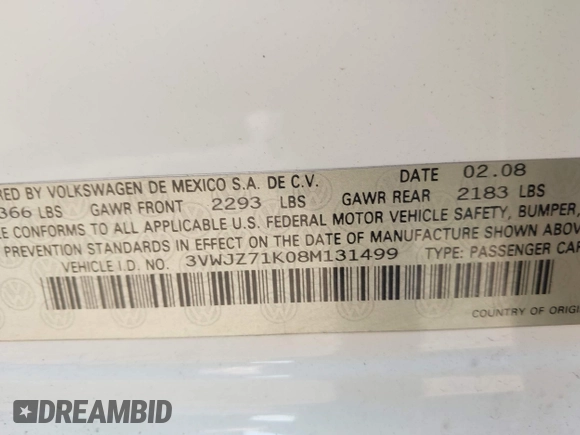 RED BY VOLKSWAGEN DE MEXICO S.A. DE C.V. DATE 02.08
366 LBS GAWR FRONT 2293 LBS GAWR REAR 2183 LBS
LE CONFORMS TO ALL APPLICABLE U.S. FEDERAL MOTOR VEHICLE SAFETY, BUMPER,
PREVENTION STANDARDS IN EFFECT ON THE DATE OF MANUFACTURE SHOWN ABOV
VEHICLE I.D. NO. 3VWJZ71K08M131499 TYPE: PASSENGER CAR
COUNTRY OF ORIGI
DREAMBID